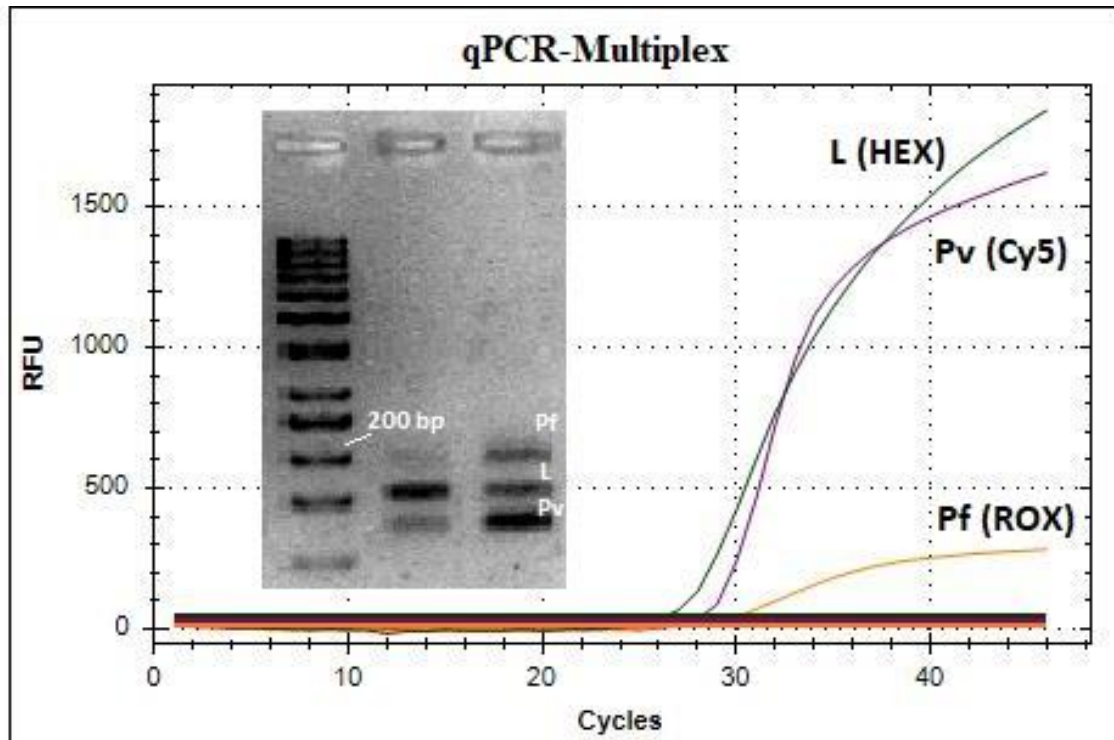 qPCR-Multiplex
1500
1000
500
0
RFU
0 10 20 30 40
Cycles
L (HEX)
Pv (Cy5)
Pf (ROX)
200 bp
Pf
L
Pv